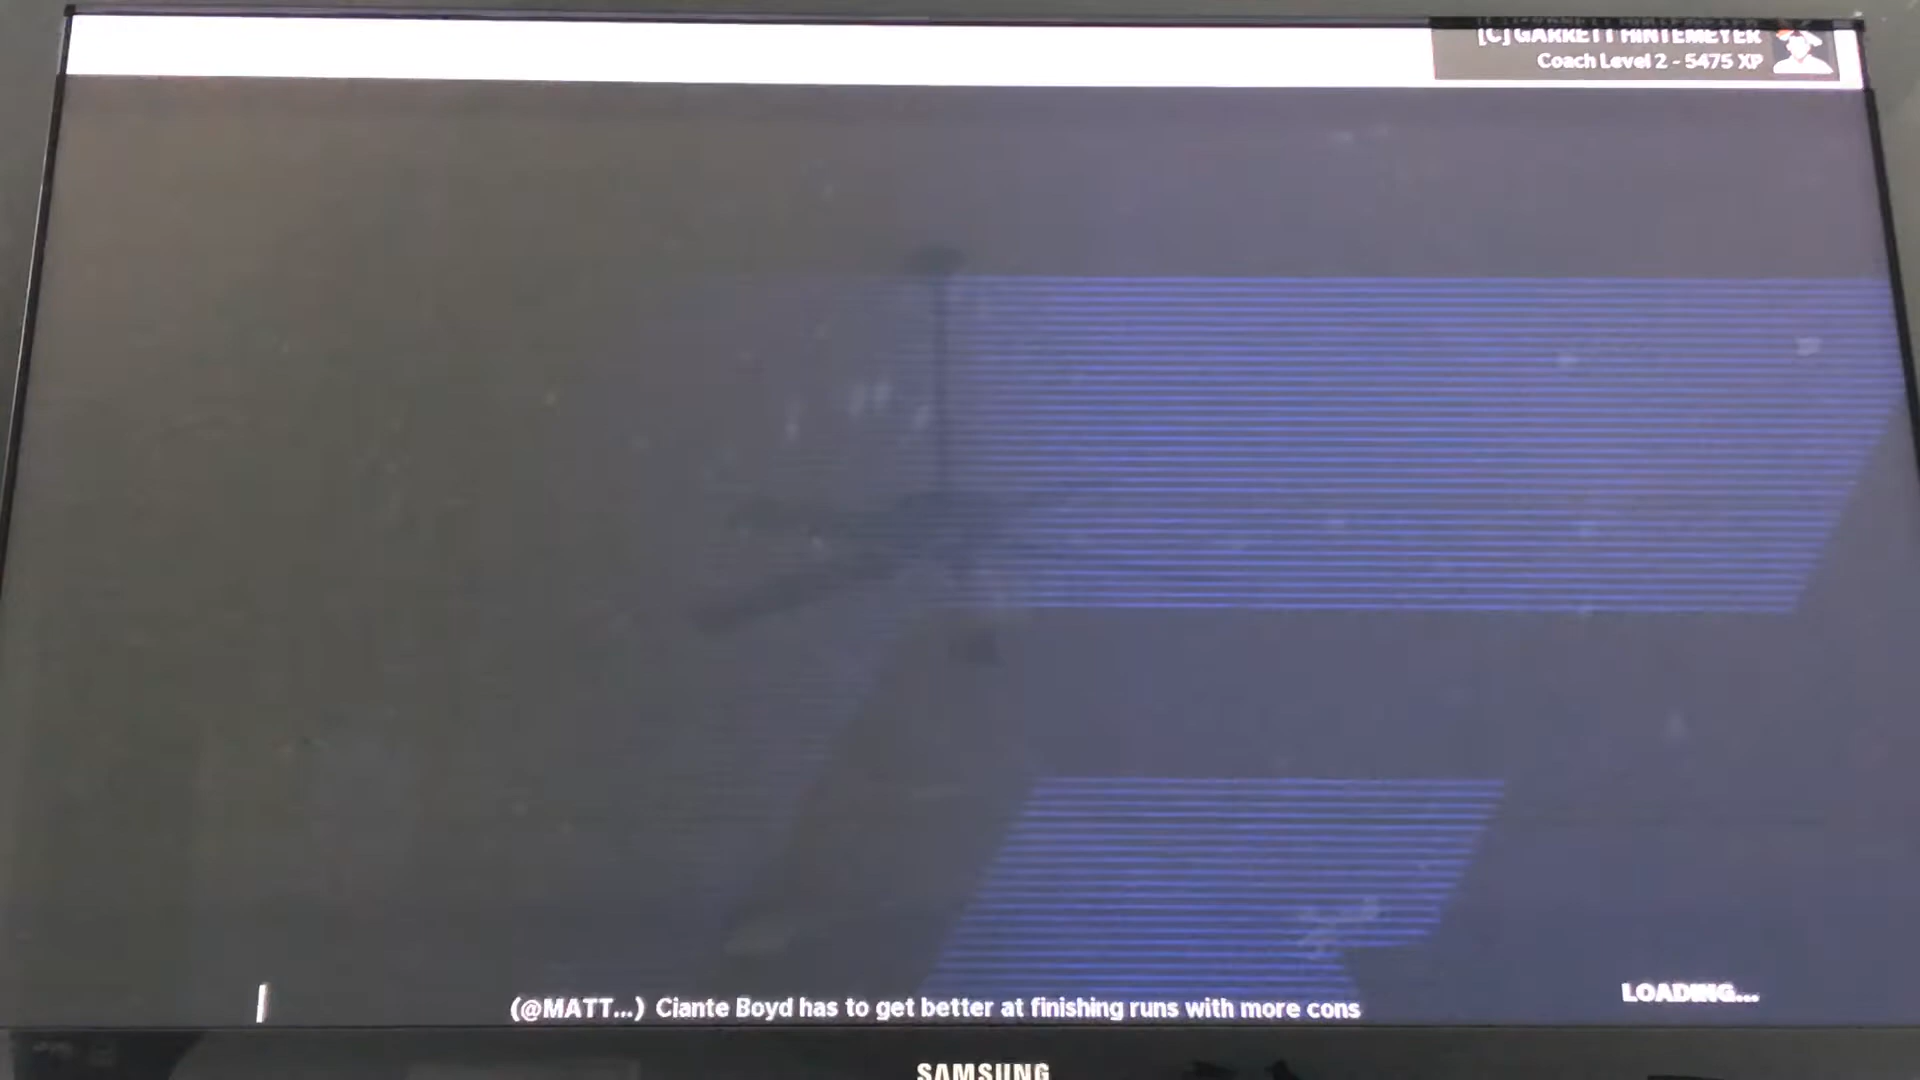 [C] GARRETT HINTEMEYER
Coach Level 2 - 5475 XP
LOADING...
(@MATT...) Ciante Boyd has to get better at finishing runs with more cons
SAMSUNG